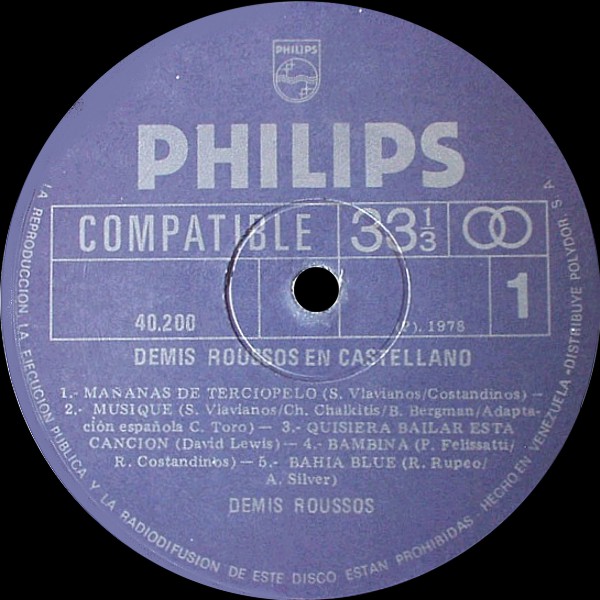 PHILIPS
PHILIPS
COMPATIBLE 33 1/3
1
40.200 (P). 1978
DEMIS ROUSSOS EN CASTELLANO
1.- MAÑANAS DE TERCIOPELO (S. Vlavianos/Costandinos) —
2.- MUSIQUE (S. Vlavianos/Ch. Chalkitis/B. Bergman/Adapta-
ción española C. Toro) — 3.- QUISIERA BAILAR ESTA
CANCION (David Lewis) — 4.- BAMBINA (P. Felissatti/
R. Costandinos) — 5.- BAHIA BLUE (R. Rupeo/
A. Silver)
DEMIS ROUSSOS
LA REPRODUCCION, LA EJECUCION PUBLICA Y LA RADIODIFUSION DE ESTE DISCO ESTAN PROHIBIDAS - HECHO EN VENEZUELA - DISTRIBUYE POLYDOR, S. A.